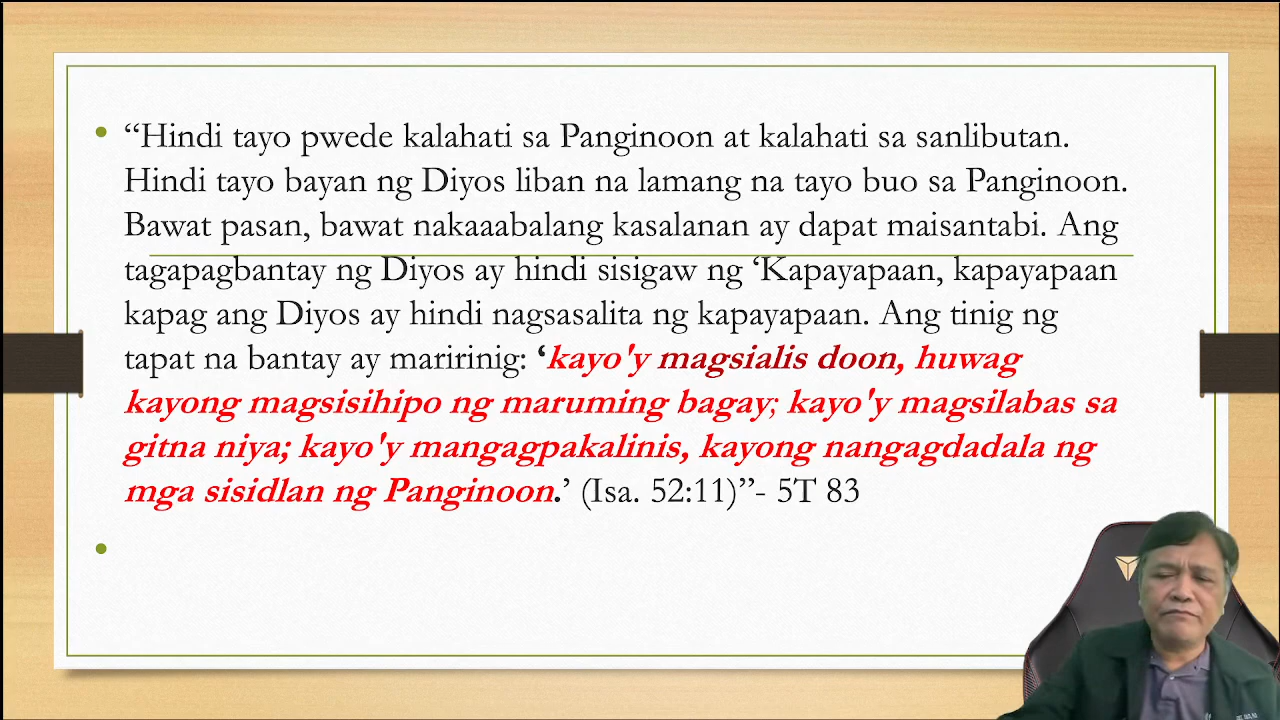 “Hindi tayo pwede kalahati sa Panginoon at kalahati sa sanlibutan.
Hindi tayo bayan ng Diyos liban na lamang na tayo buo sa Panginoon.
Bawat pasan, bawat nakaaabalang kasalanan ay dapat maisantabi. Ang
tagapagbantay ng Diyos ay hindi sisigaw ng ‘Kapayapaan, kapayapaan
kapag ang Diyos ay hindi nagsasalita ng kapayapaan. Ang tinig ng
tapat na bantay ay maririnig: ‘kayo'y magsialis doon, huwag
kayong magsisihipo ng maruming bagay; kayo'y magsilabas sa
gitna niya; kayo'y mangagpakalinis, kayong nangagdadala ng
mga sisidlan ng Panginoon.’ (Isa. 52:11)”- 5T 83